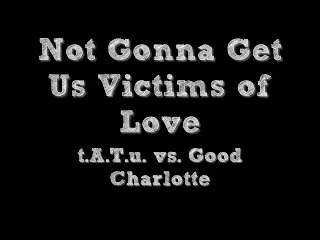 Not Gonna Get
Us Victims of
Love
t.A.T.u. vs. Good
Charlotte